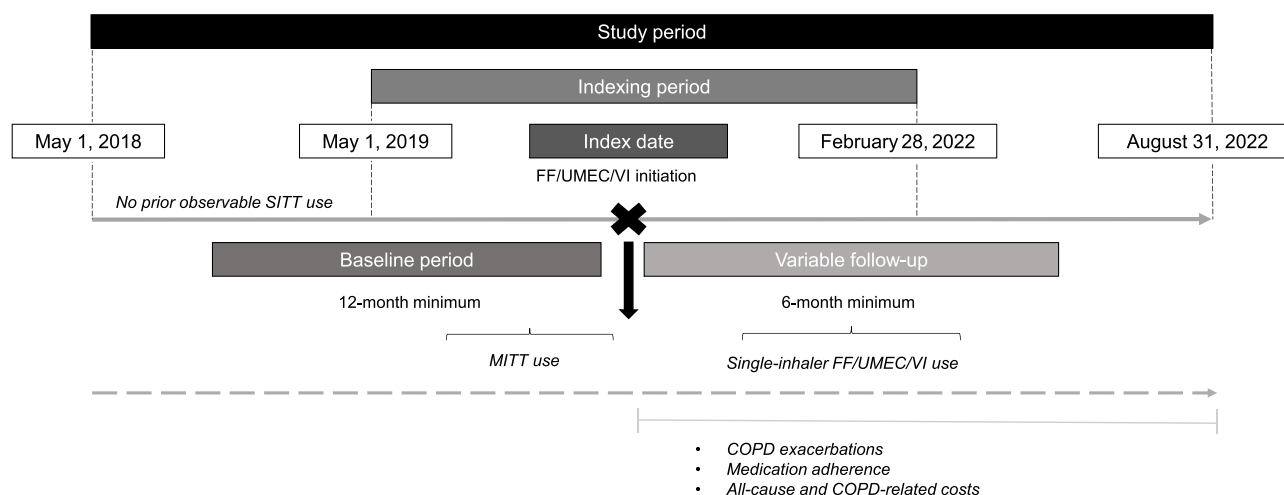 Study period
Indexing period
May 1, 2018
May 1, 2019
Index date
February 28, 2022
August 31, 2022
FF/UMEC/VI initiation
No prior observable SITT use
Baseline period
Variable follow-up
12-month minimum
6-month minimum
MITT use
Single-inhaler FF/UMEC/VI use
• COPD exacerbations
• Medication adherence
• All-cause and COPD-related costs